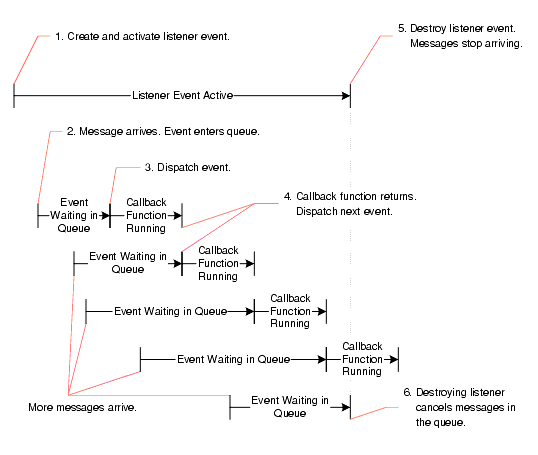 1. Create and activate listener event.
5. Destroy listener event.
Messages stop arriving.
Listener Event Active
2. Message arrives. Event enters queue.
3. Dispatch event.
Event
Waiting in
Queue
Callback
Function
Running
4. Callback function returns.
Dispatch next event.
Event Waiting in
Queue
Callback
Function
Running
Event Waiting in Queue
Callback
Function
Running
Event Waiting in Queue
Callback
Function
Running
More messages arrive.
Event Waiting in
Queue
6. Destroying listener
cancels messages in
the queue.